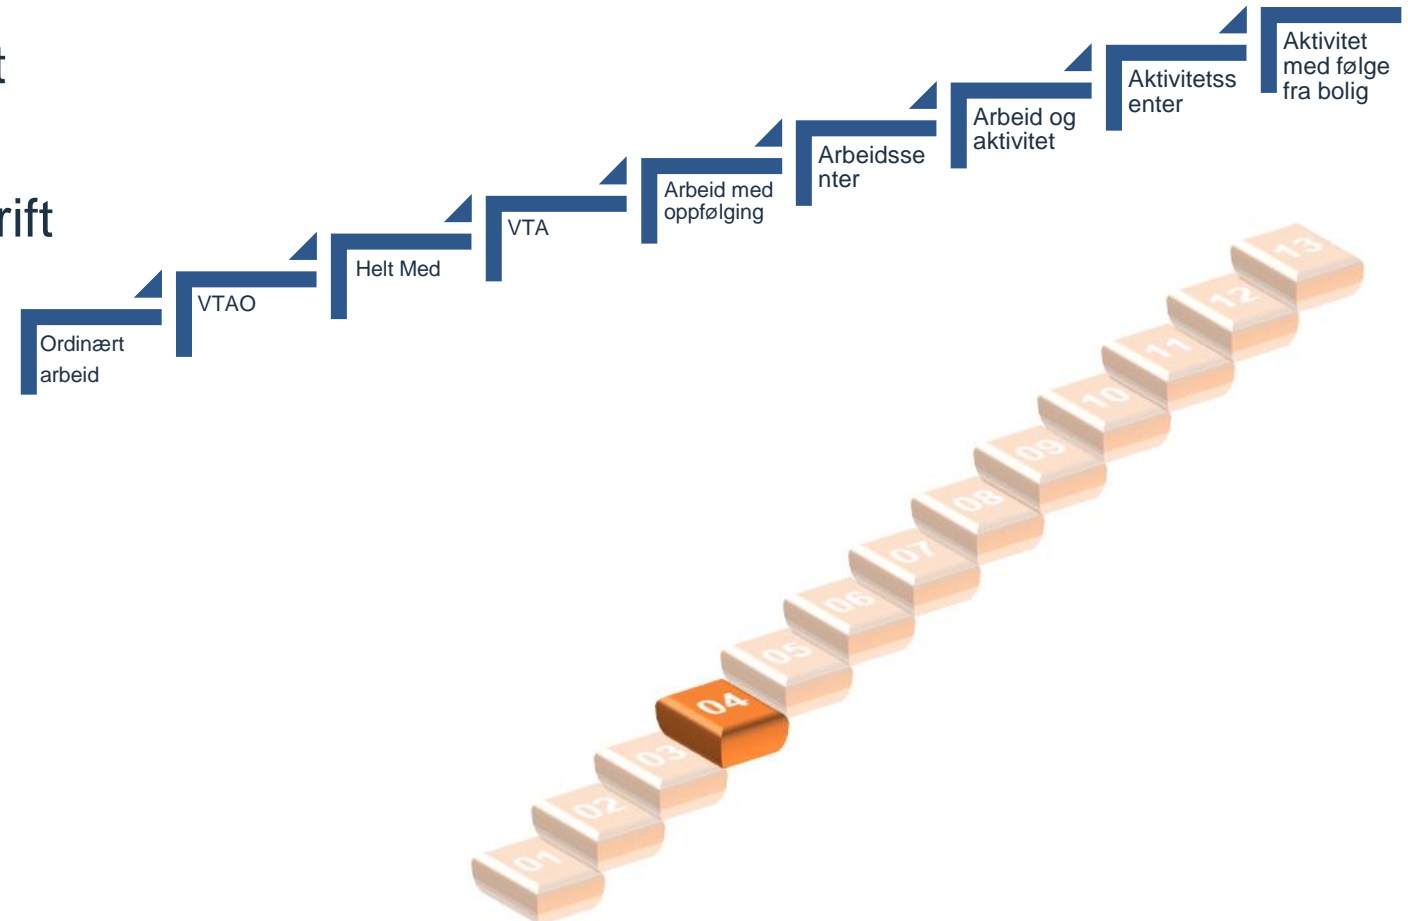 t
rift
Ordinært
arbeid
VTAO
Helt Med
VTA
Arbeid med
oppfølging
Arbeidsse
nter
Arbeid og
aktivitet
Aktivitetss
enter
Aktivitet
med følge
fra bolig
13
12
11
10
09
08
07
06
05
04
03
02
01